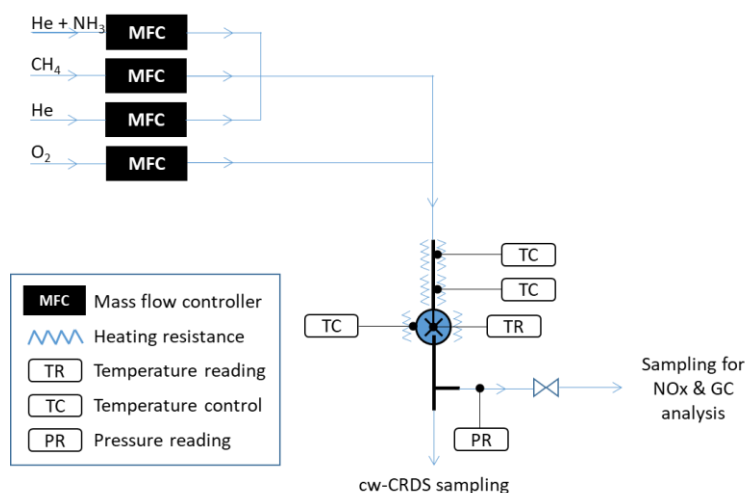 He + NH₃
MFC
CH₄
MFC
He
MFC
O₂
MFC
TC
TC
TC
TR
MFC Mass flow controller
Heating resistance
TR Temperature reading
TC Temperature control
PR Pressure reading
Sampling for
NOx & GC
analysis
PR
cw-CRDS sampling